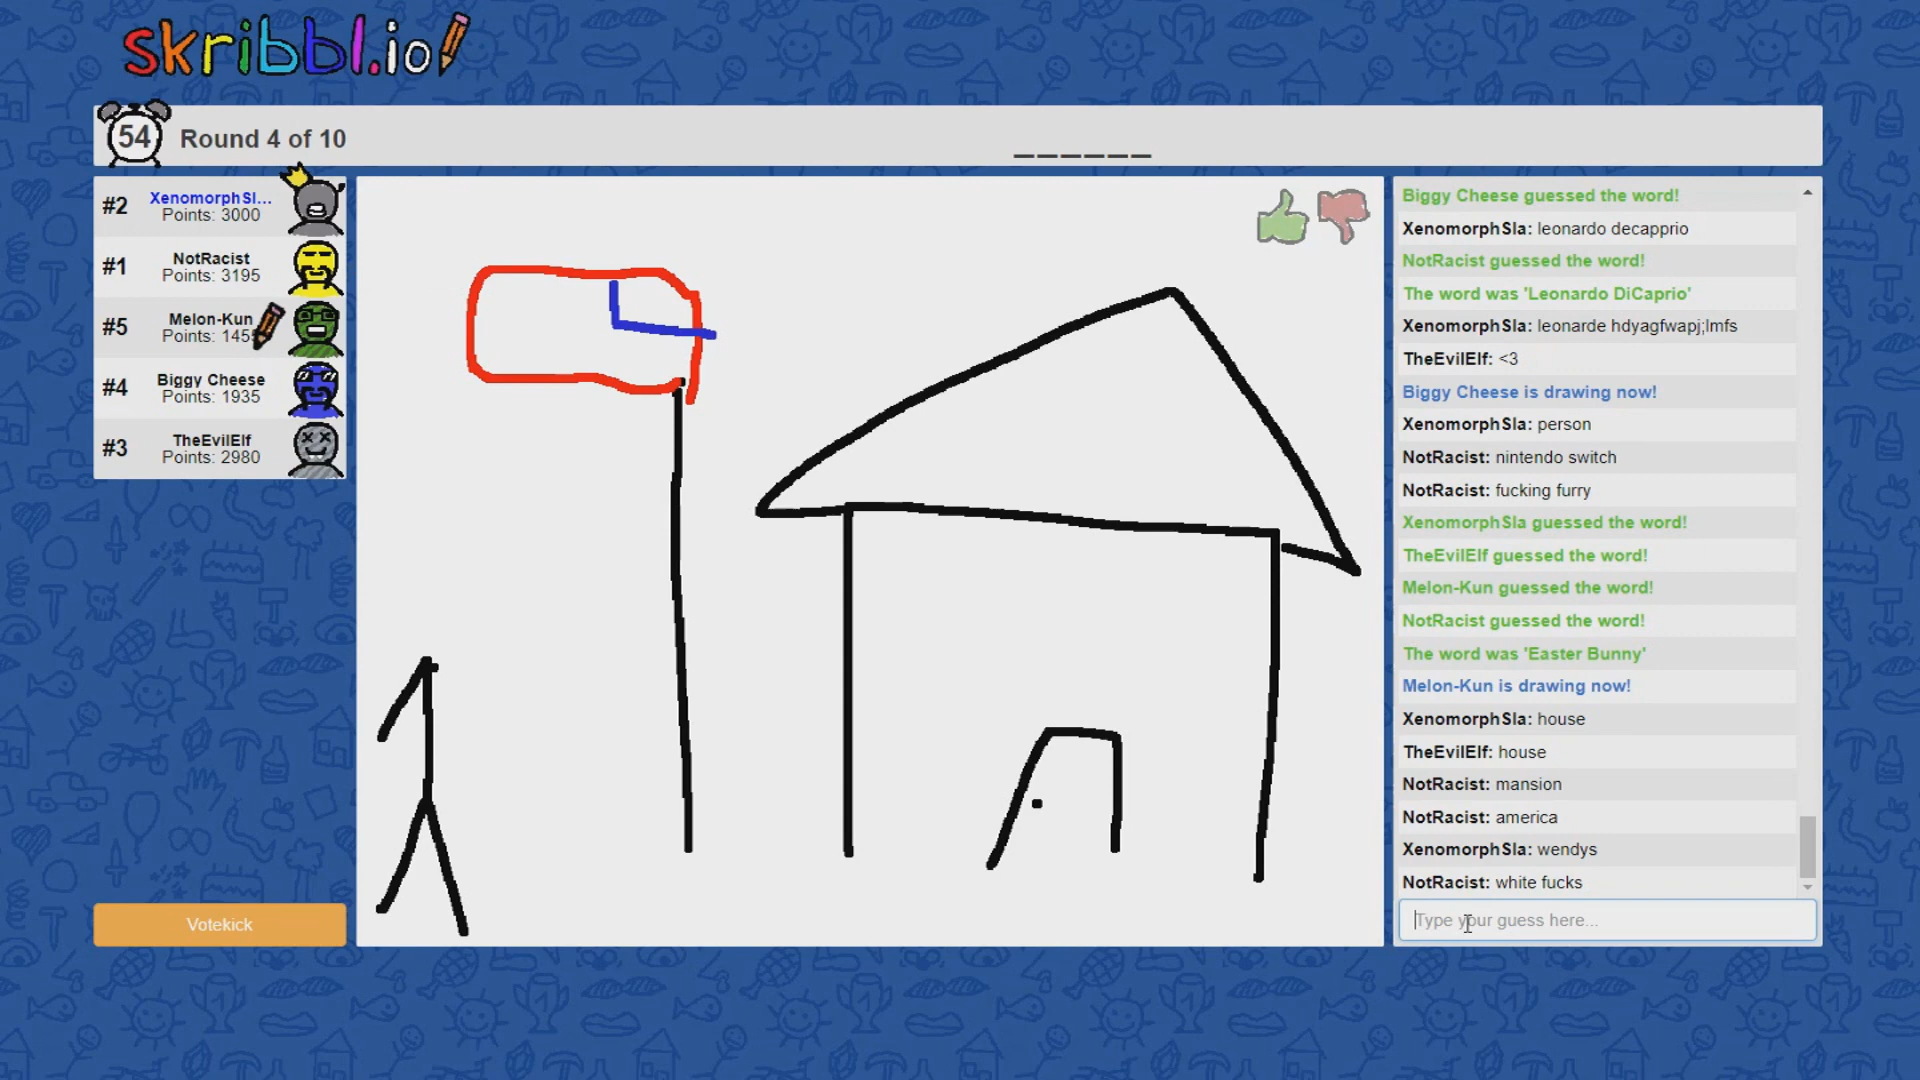 skribbl.io
54
Round 4 of 10
______
#2
XenomorphSl...
Points: 3000
#1
NotRacist
Points: 3195
#5
Melon-Kun
Points: 1455
#4
Biggy Cheese
Points: 1935
#3
TheEvilElf
Points: 2980
Votekick
Biggy Cheese guessed the word!
XenomorphSla: leonardo decapprio
NotRacist guessed the word!
The word was 'Leonardo DiCaprio'
XenomorphSla: leonarde hdyagfwapj;lmfs
TheEvilElf: <3
Biggy Cheese is drawing now!
XenomorphSla: person
NotRacist: nintendo switch
NotRacist: fucking furry
XenomorphSla guessed the word!
TheEvilElf guessed the word!
Melon-Kun guessed the word!
NotRacist guessed the word!
The word was 'Easter Bunny'
Melon-Kun is drawing now!
XenomorphSla: house
TheEvilElf: house
NotRacist: mansion
NotRacist: america
XenomorphSla: wendys
NotRacist: white fucks
Type your guess here...